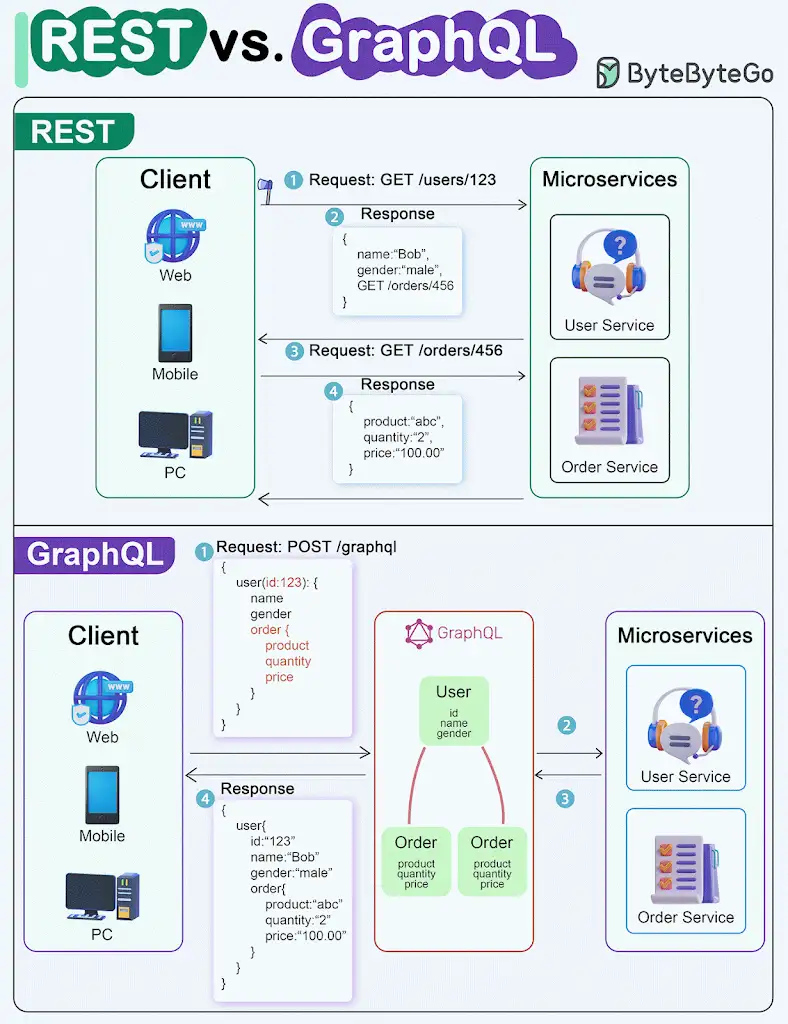 REST vs. GraphQL
ByteByteGo
REST
Client
WWW
Web
Mobile
PC
1 Request: GET /users/123
2 Response
{
name:“Bob”,
gender:“male”,
GET /orders/456
}
3 Request: GET /orders/456
4 Response
{
product:“abc”,
quantity:“2”,
price:“100.00”
}
Microservices
?
User Service
Order Service
GraphQL
Client
WWW
Web
Mobile
PC
1 Request: POST /graphql
{
user(id:123): {
name
gender
order {
product
quantity
price
}
}
}
4 Response
{
user{
id:“123”
name:“Bob”
gender:“male”
order{
product:“abc”
quantity:“2”
price:“100.00”
}
}
}
GraphQL
User
id
name
gender
Order
product
quantity
price
Order
product
quantity
price
2
3
Microservices
?
User Service
Order Service